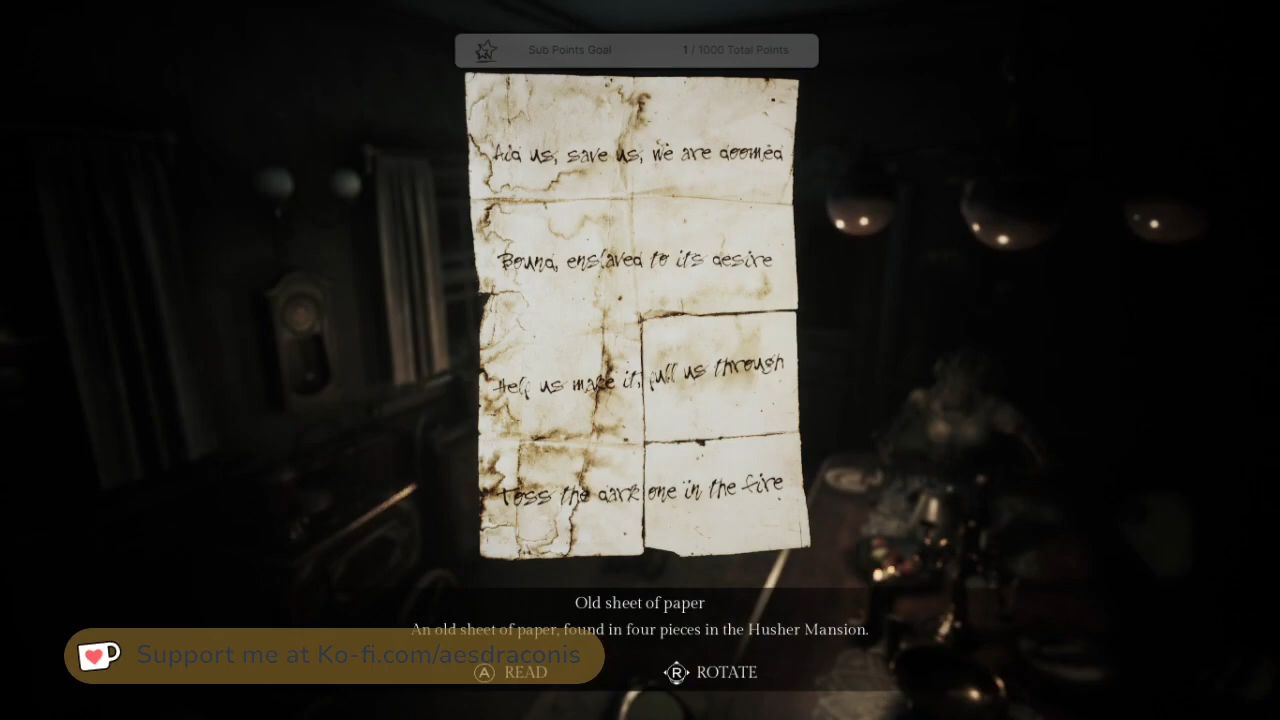 Sub Points Goal 1 / 1000 Total Points
Aid us, save us, we are doomed
Bound, enslaved to its desire
Help us make it, pull us through
Toss the dark one in the fire
Old sheet of paper
An old sheet of paper, found in four pieces in the Husher Mansion.
Support me at Ko-fi.com/aesdraconis
A READ R ROTATE